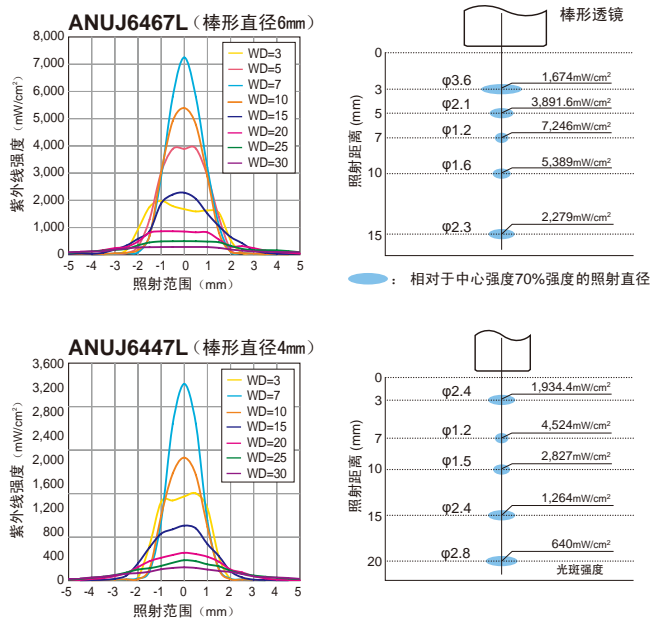 ANUJ6467L（棒形直径6mm）
8,000
7,000
6,000
5,000
4,000
3,000
2,000
1,000
0
紫外线强度（mW/cm²）
WD=3
WD=5
WD=7
WD=10
WD=15
WD=20
WD=25
WD=30
-5 -4 -3 -2 -1 0 1 2 3 4 5
照射范围（mm）
棒形透镜
照射距离 (mm)
0
φ3.6 1,674mW/cm²
3
φ2.1 3,891.6mW/cm²
5
φ1.2 7,246mW/cm²
7
φ1.6 5,389mW/cm²
10
φ2.3 2,279mW/cm²
15
： 相对于中心强度70%强度的照射直径
ANUJ6447L（棒形直径4mm）
3,600
3,200
2,800
2,400
2,200
1,600
1,200
800
400
0
紫外线强度（mW/cm²）
WD=3
WD=7
WD=10
WD=15
WD=20
WD=25
WD=30
-5 -4 -3 -2 -1 0 1 2 3 4 5
照射范围（mm）
照射距离 (mm)
0
φ2.4 1,934.4mW/cm²
3
φ1.2 4,524mW/cm²
7
φ1.5 2,827mW/cm²
10
φ2.4 1,264mW/cm²
15
φ2.8 640mW/cm²
20
光斑强度